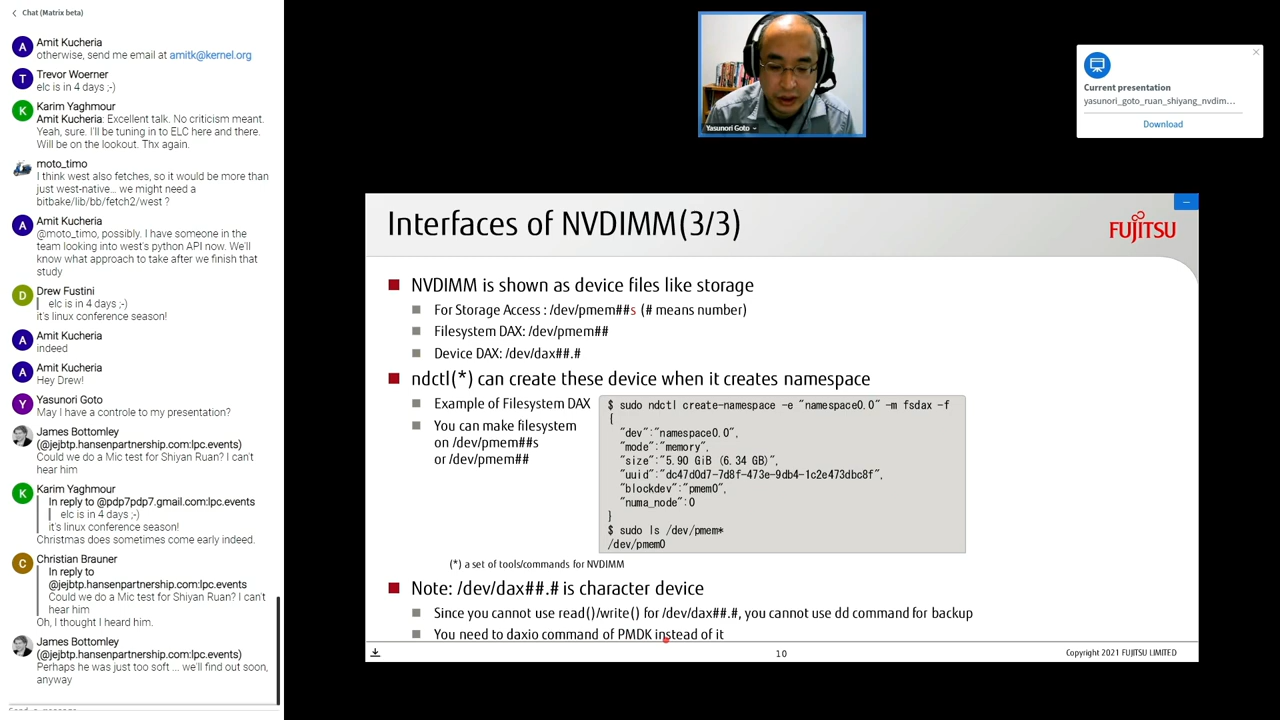 Chat (Matrix beta)
Amit Kucheria
otherwise, send me email at amitk@kernel.org
Trevor Woerner
elc is in 4 days ;-)
Karim Yaghmour
Amit Kucheria: Excellent talk. No criticism meant.
Yeah, sure. I'll be tuning in to ELC here and there.
Will be on the lookout. Thx again.
moto_timo
I think west also fetches, so it would be more than
just west-native... we might need a
bitbake/lib/bb/fetch2/west ?
Amit Kucheria
@moto_timo, possibly. I have someone in the
team looking into west's python API now. We'll
know what approach to take after we finish that
study
Drew Fustini
elc is in 4 days ;-)
it's linux conference season!
Amit Kucheria
indeed
Amit Kucheria
Hey Drew!
Yasunori Goto
May I have a controle to my presentation?
James Bottomley
(@jejbtp.hansenpartnership.com:lpc.events)
Could we do a Mic test for Shiyan Ruan? I can't
hear him
Karim Yaghmour
In reply to @pdp7pdp7.gmail.com:lpc.events
elc is in 4 days ;-)
it's linux conference season!
Christmas does sometimes come early indeed.
Christian Brauner
In reply to
@jejbtp.hansenpartnership.com:lpc.events
Could we do a Mic test for Shiyan Ruan? I can't
hear him
Oh, I thought I heard him.
James Bottomley
(@jejbtp.hansenpartnership.com:lpc.events)
Perhaps he was just too soft ... we'll find out soon,
anyway
Yasunori Goto
Current presentation
yasunori_goto_ruan_shiyang_nvdim...
Download
Interfaces of NVDIMM(3/3)
FUJITSU
NVDIMM is shown as device files like storage
For Storage Access : /dev/pmem##s (# means number)
Filesystem DAX: /dev/pmem##
Device DAX: /dev/dax##.#
ndctl(*) can create these device when it creates namespace
Example of Filesystem DAX
You can make filesystem
on /dev/pmem##s
or /dev/pmem##
$ sudo ndctl create-namespace -e "namespace0.0" -m fsdax -f
{
"dev":"namespace0.0",
"mode":"memory",
"size":"5.90 GiB (6.34 GB)",
"uuid":"dc47d0d7-7d8f-473e-9db4-1c2e473dbc8f",
"blockdev":"pmem0",
"numa_node":0
}
$ sudo ls /dev/pmem*
/dev/pmem0
(*) a set of tools/commands for NVDIMM
Note: /dev/dax##.# is character device
Since you cannot use read()/write() for /dev/dax##.#, you cannot use dd command for backup
You need to daxio command of PMDK instead of it
10
Copyright 2021 FUJITSU LIMITED